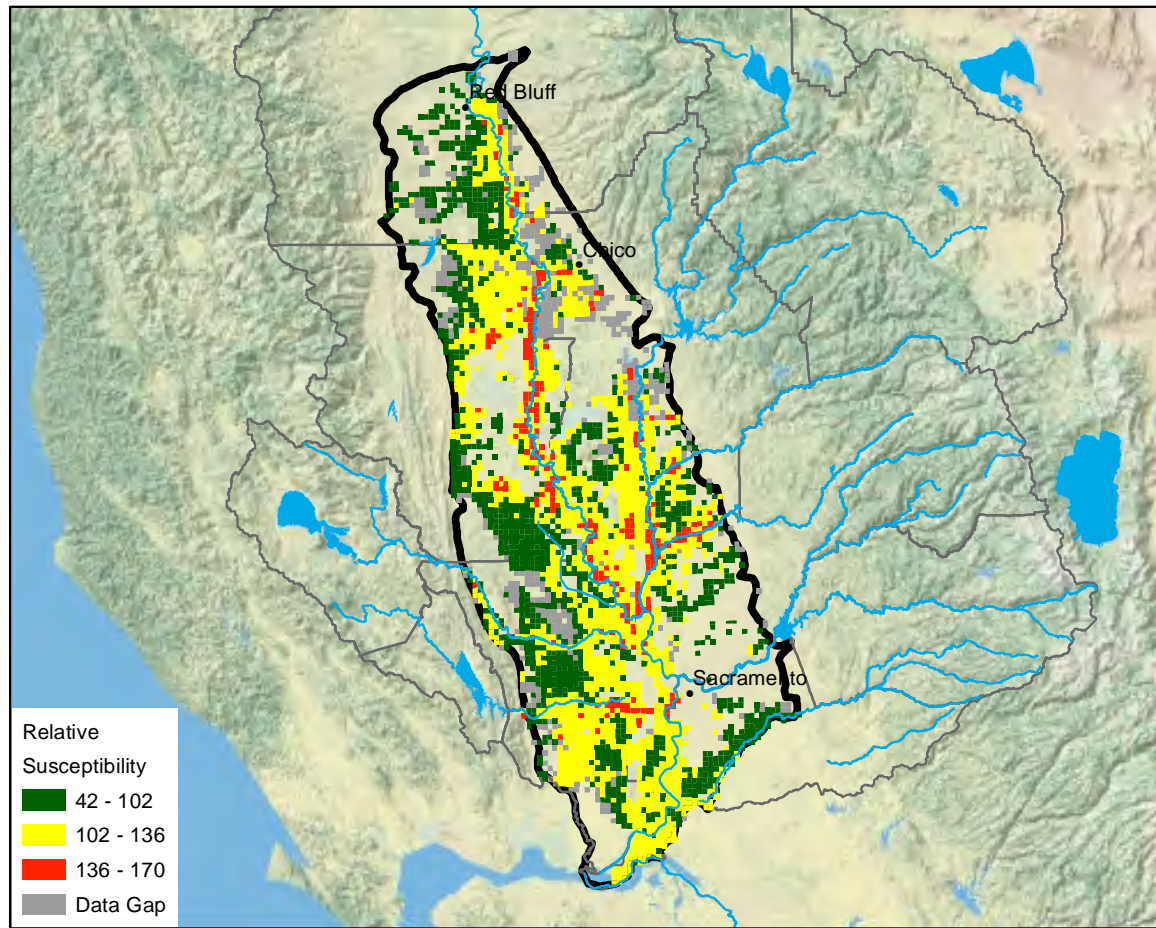 Red Bluff
Chico
Sacramento
Relative
Susceptibility
42 - 102
102 - 136
136 - 170
Data Gap